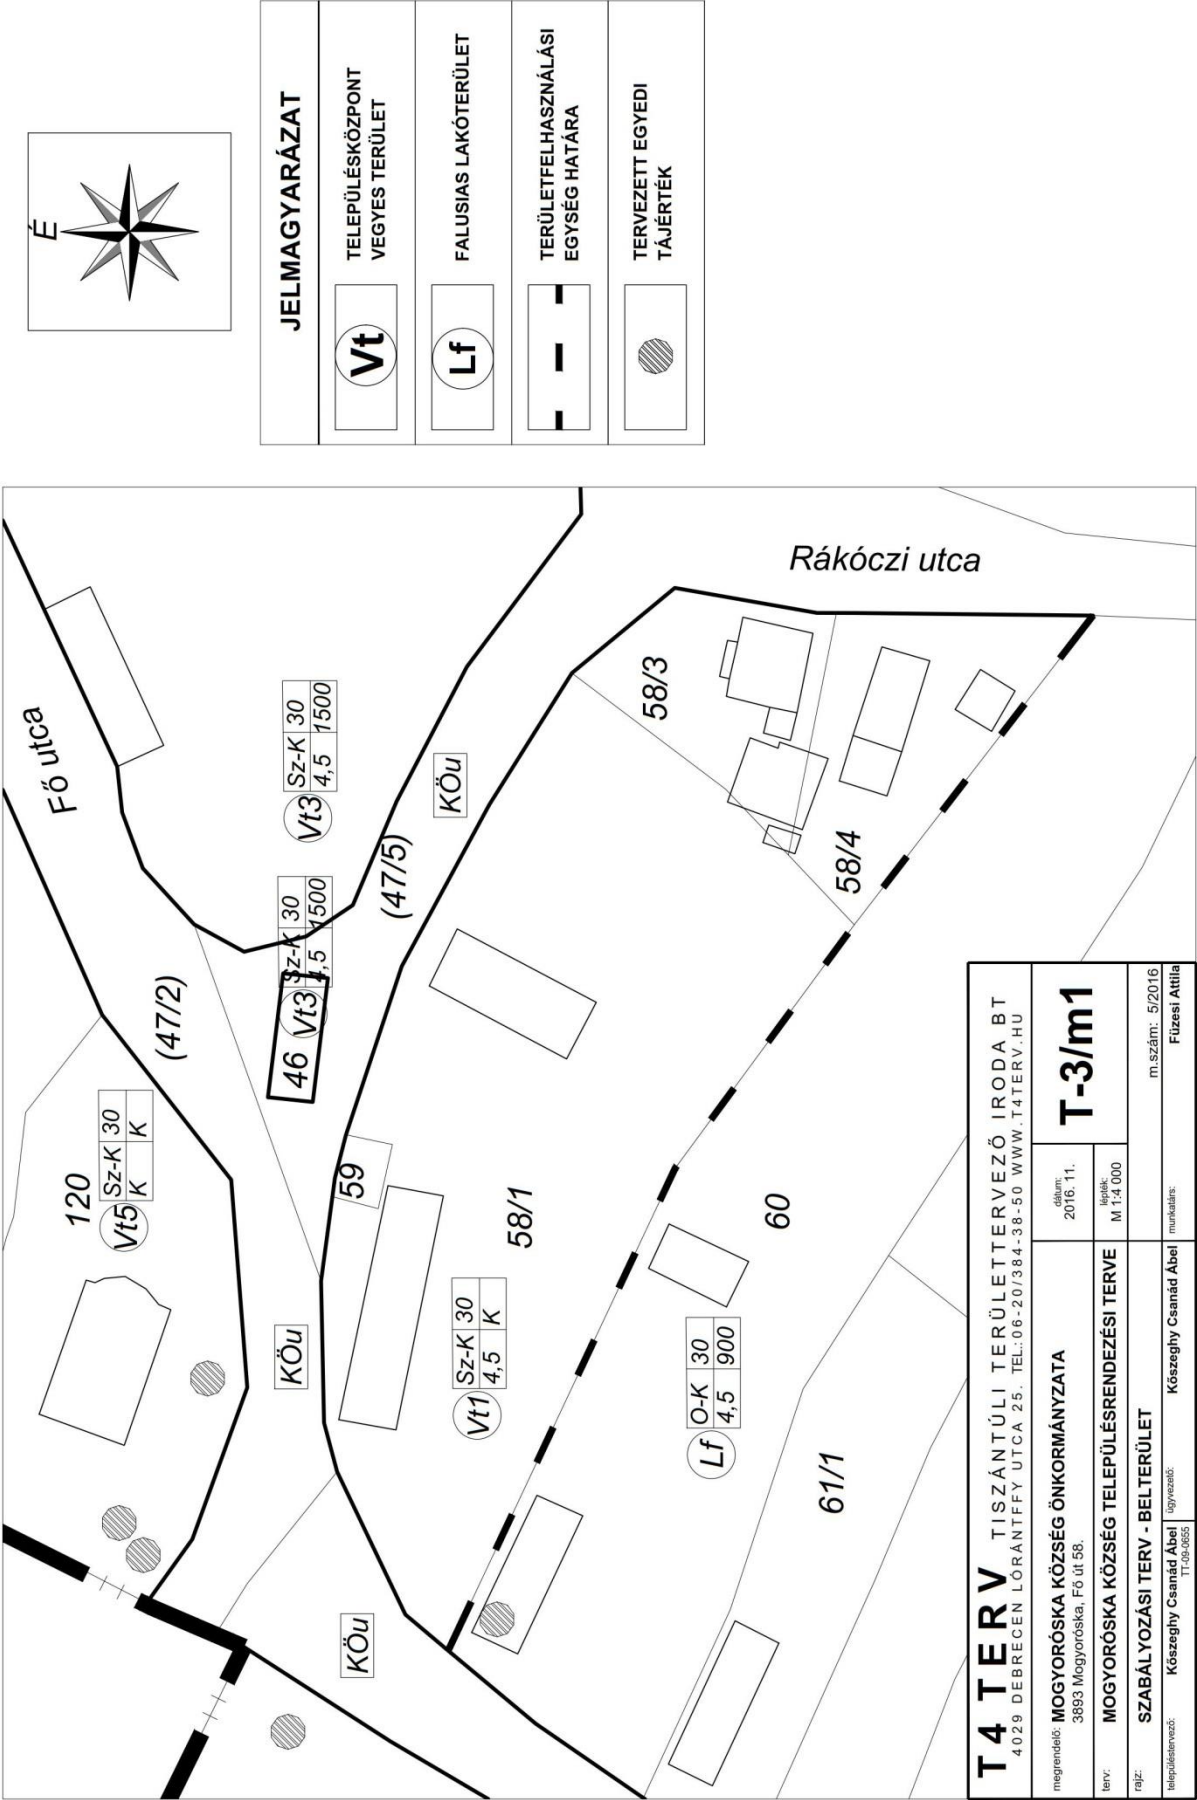 É
JELMAGYARÁZAT
Vt
TELEPÜLÉSKÖZPONT
VEGYES TERÜLET
Lf
FALUSIAS LAKÓTERÜLET
TERÜLETFELHASZNÁLÁSI
EGYSÉG HATÁRA
TERVEZETT EGYEDI
TÁJÉRTÉK
Fő utca
Rákóczi utca
Vt3 Sz-K 30
4,5 1500
KÖu
58/3
58/4
(47/5)
(47/2)
46 Vt3 Sz-K 30
4,5 1500
120
Vt5 Sz-K 30
K K
59
58/1
KÖu
Vt1 Sz-K 30
4,5 K
60
Lf O-K 30
4,5 900
61/1
KÖu
T4 TERV TISZÁNTÚLI TERÜLETTERVEZŐ IRODA BT
4029 DEBRECEN LÓRÁNTFFY UTCA 25. TEL.:06-20/384-38-50 WWW.T4TERV.HU
megrendelő: MOGYORÓSKA KÖZSÉG ÖNKORMÁNYZATA
3893 Mogyoróska, Fő út 58.
dátum:
2016. 11.
T-3/m1
terv: MOGYORÓSKA KÖZSÉG TELEPÜLÉSRENDEZÉSI TERVE
lépték:
M 1:4 000
rajz: SZABÁLYOZÁSI TERV - BELTERÜLET
m.szám: 5/2016
településtervező: Kőszeghy Csanád Ábel
TT-09-0655
ügyvezető: Kőszeghy Csanád Ábel
munkatárs: Füzesi Attila